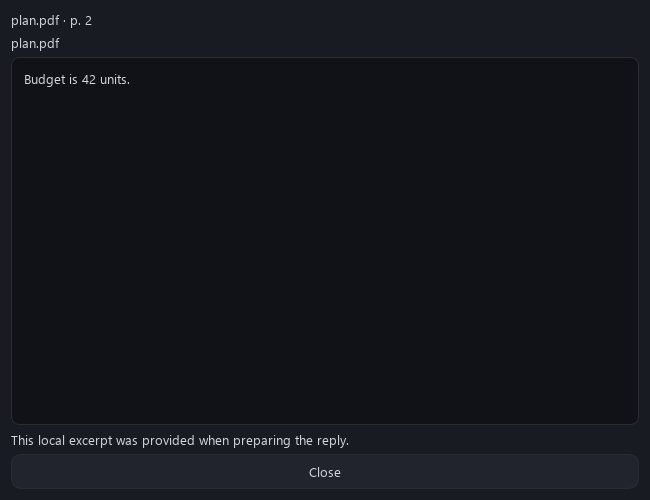 plan.pdf · p. 2
plan.pdf
Budget is 42 units.
This local excerpt was provided when preparing the reply.
Close